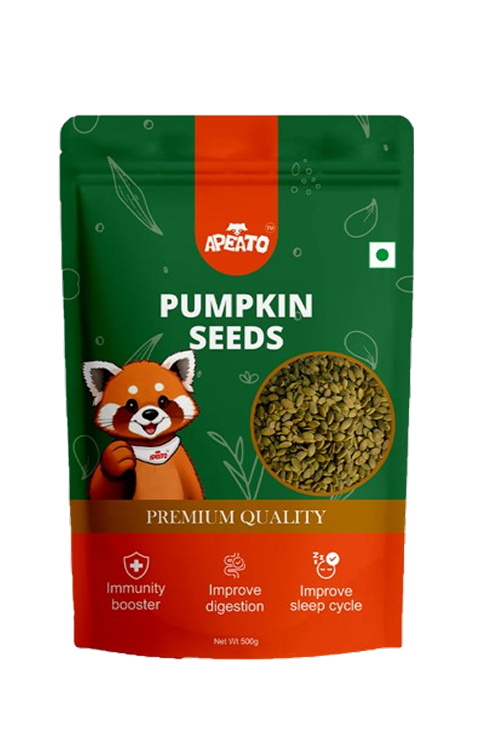 APEATO
TM
PUMPKIN
SEEDS
APEATO
PREMIUM QUALITY
Immunity
booster
Improve
digestion
z z z
Improve
sleep cycle
Net Wt 500g